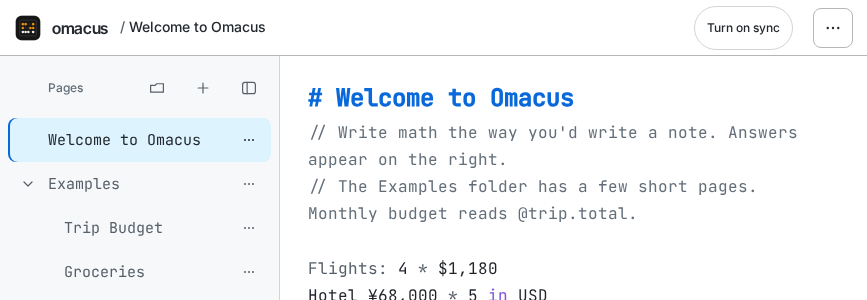 omacus / Welcome to Omacus
Turn on sync
Pages
Welcome to Omacus
Examples
Trip Budget
Groceries
# Welcome to Omacus
// Write math the way you'd write a note. Answers
appear on the right.
// The Examples folder has a few short pages.
Monthly budget reads @trip.total.
Flights: 4 * $1,180
Hotel ¥68,000 * 5 in USD